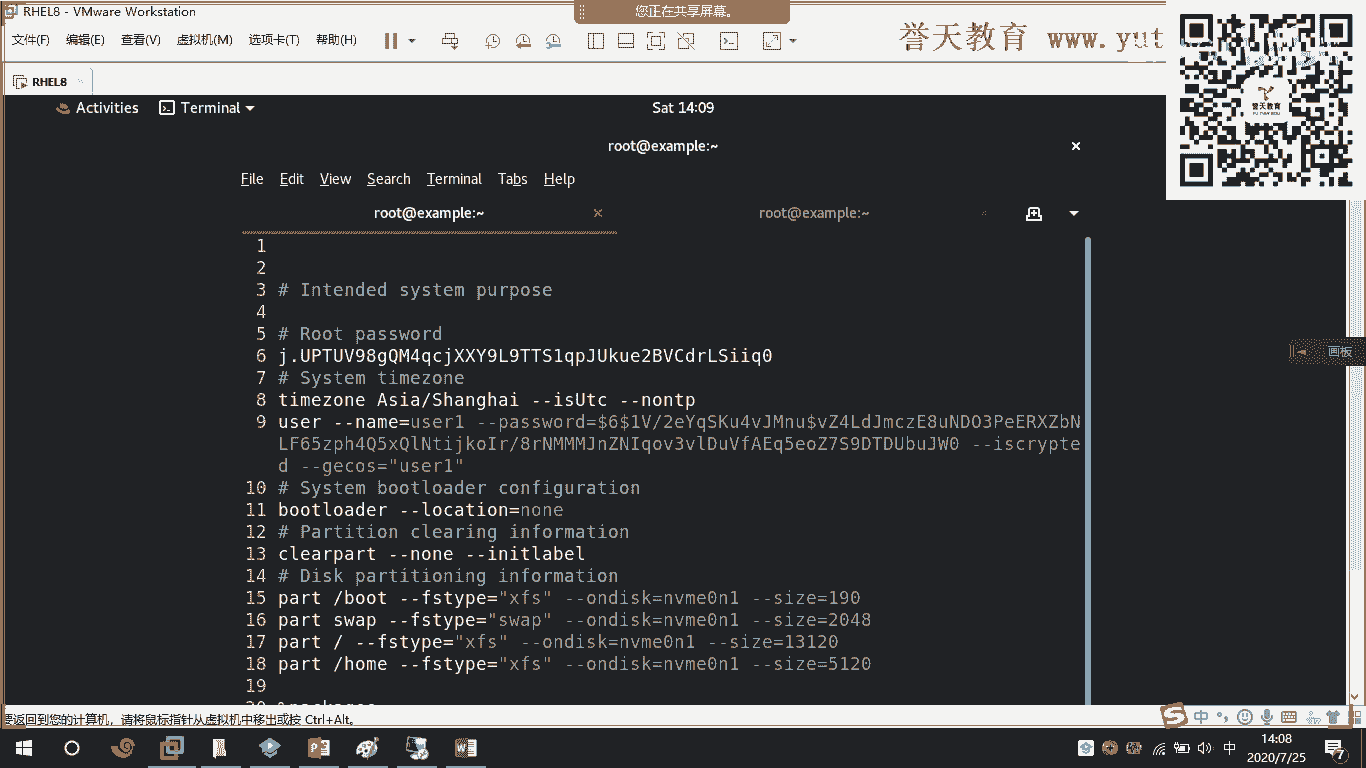 RHEL8 - VMware Workstation
您正在共享屏幕。
文件(F) 编辑(E) 查看(V) 虚拟机(M) 选项卡(T) 帮助(H)
誉天教育 www.yut
誉天教育
RHEL8
Activities Terminal Sat 14:09
root@example:~
File Edit View Search Terminal Tabs Help
root@example:~ root@example:~
1
2
3 # Intended system purpose
4
5 # Root password
6 j.UPTUV98gQM4qcjXXY9L9TTS1qpJUkue2BVCdrLSiiq0
7 # System timezone
8 timezone Asia/Shanghai --isUtc --nontp
9 user --name=user1 --password=$6$1V/2eYqSKu4vJMnu$vZ4LdJmczE8uNDO3PeERXZbN
LF65zph4Q5xQlNtijkoIr/8rNMMMJnZNIqov3vlDuVfAEq5eoZ7S9DTDUbuJW0 --iscrypte
d --gecos="user1"
10 # System bootloader configuration
11 bootloader --location=none
12 # Partition clearing information
13 clearpart --none --initlabel
14 # Disk partitioning information
15 part /boot --fstype="xfs" --ondisk=nvme0n1 --size=190
16 part swap --fstype="swap" --ondisk=nvme0n1 --size=2048
17 part / --fstype="xfs" --ondisk=nvme0n1 --size=13120
18 part /home --fstype="xfs" --ondisk=nvme0n1 --size=5120
19
画板
要返回到您的计算机，请将鼠标指针从虚拟机中移出或按 Ctrl+Alt。
中
中 14:08
2020/7/25
7